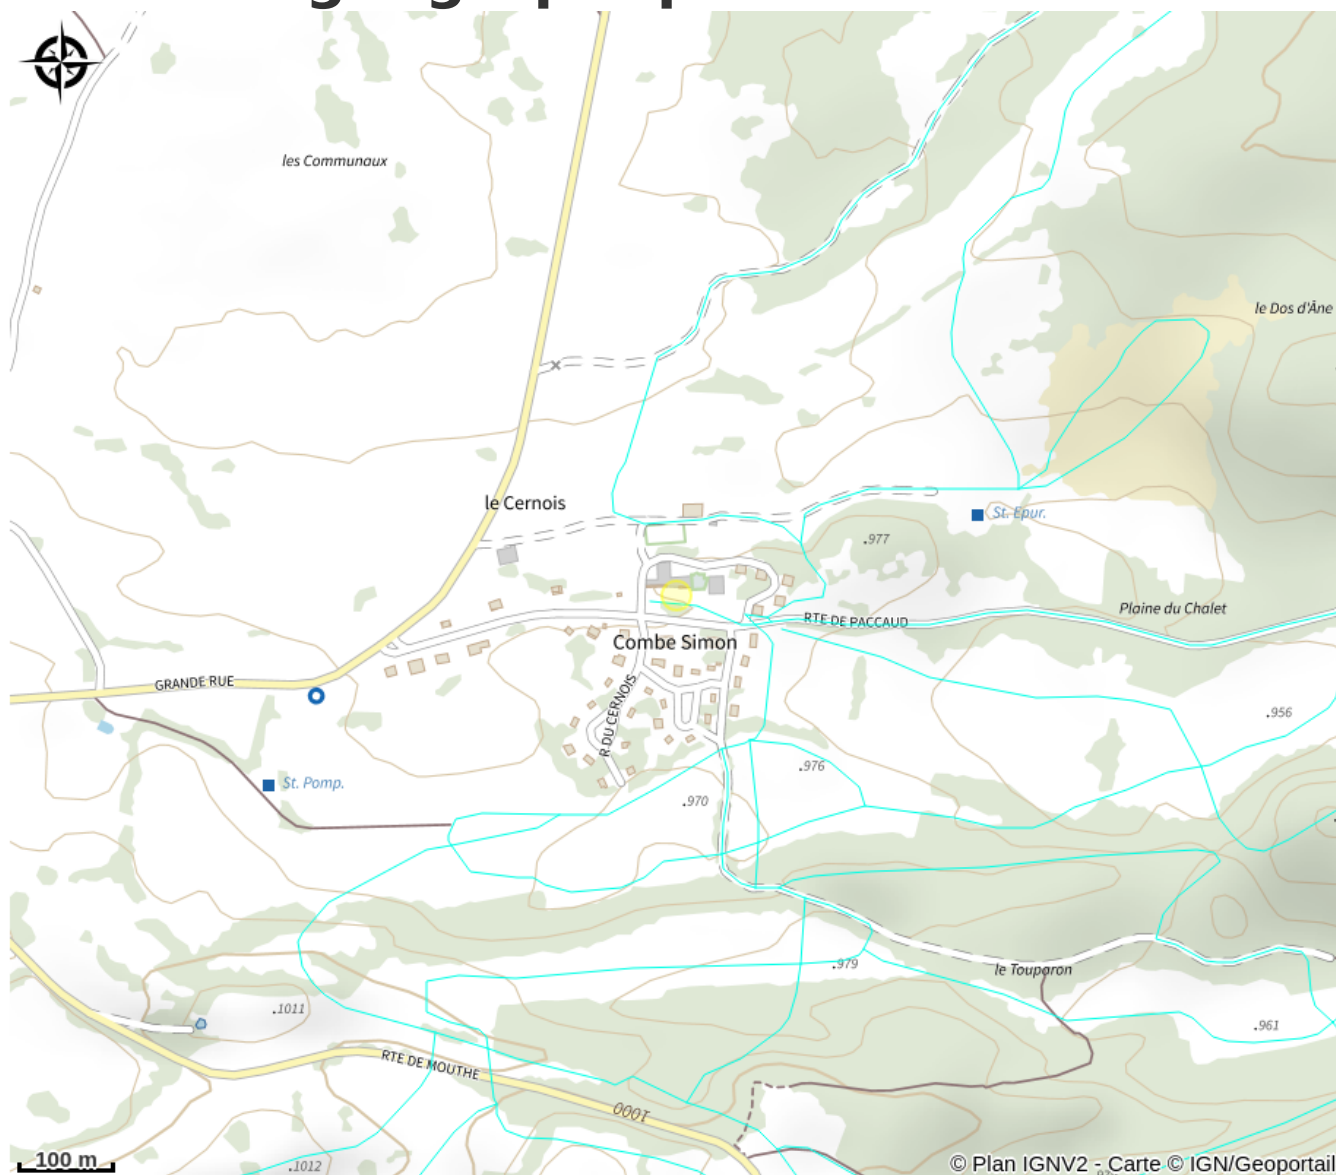 les Communaux
le Dos d'Âne
le Cernois
St. Epur.
.977
Plaine du Chalet
RTE DE PACCAUD
Combe Simon
GRANDE RUE
R DU CERNOIS
.956
.976
St. Pomp.
.970
.979
le Touparon
.1011
.961
RTE DE MOUTHE
1000
100 m
.1012
© Plan IGNV2 - Carte © IGN/Geoportail